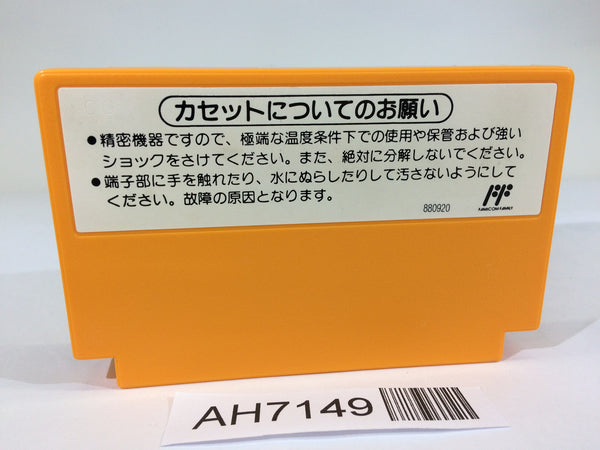 カセットについてのお願い
●精密機器ですので、極端な温度条件下での使用や保管および強い
ショックをさけてください。また、絶対に分解しないでください。
●端子部に手を触れたり、水にぬらしたりして汚さないようにして
ください。故障の原因となります。
880920
FAMICOM FAMILY
AH7149